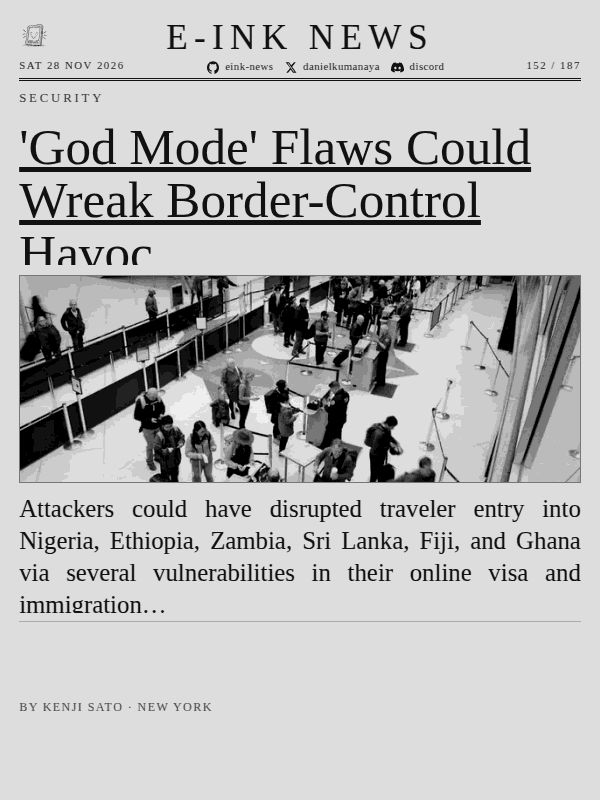 E-INK NEWS
SAT 28 NOV 2026
eink-news danielkumanaya discord
152 / 187
SECURITY
'God Mode' Flaws Could
Wreak Border-Control
Havoc
Attackers could have disrupted traveler entry into
Nigeria, Ethiopia, Zambia, Sri Lanka, Fiji, and Ghana
via several vulnerabilities in their online visa and
immigration…
BY KENJI SATO · NEW YORK